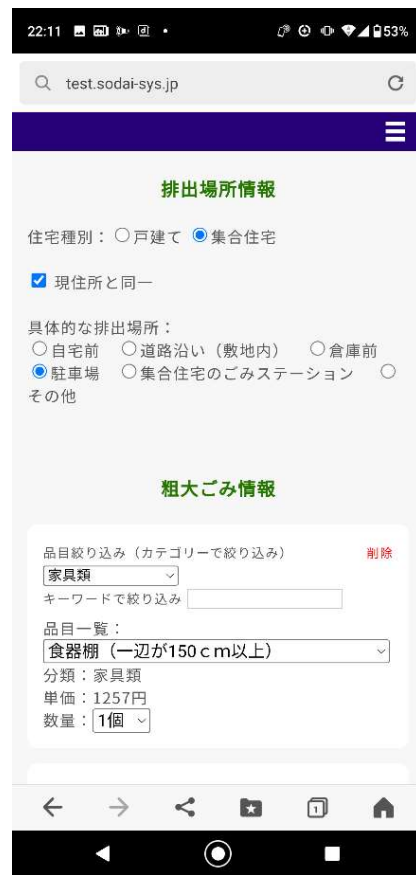 22:11
53%
test.sodai-sys.jp
排出場所情報
住宅種別： 戸建て 集合住宅
現住所と同一
具体的な排出場所：
自宅前 道路沿い（敷地内） 倉庫前
駐車場 集合住宅のごみステーション
その他
粗大ごみ情報
品目絞り込み（カテゴリーで絞り込み） 削除
家具類
キーワードで絞り込み
品目一覧：
食器棚（一辺が150ｃｍ以上）
分類：家具類
単価：1257円
数量： 1個
1